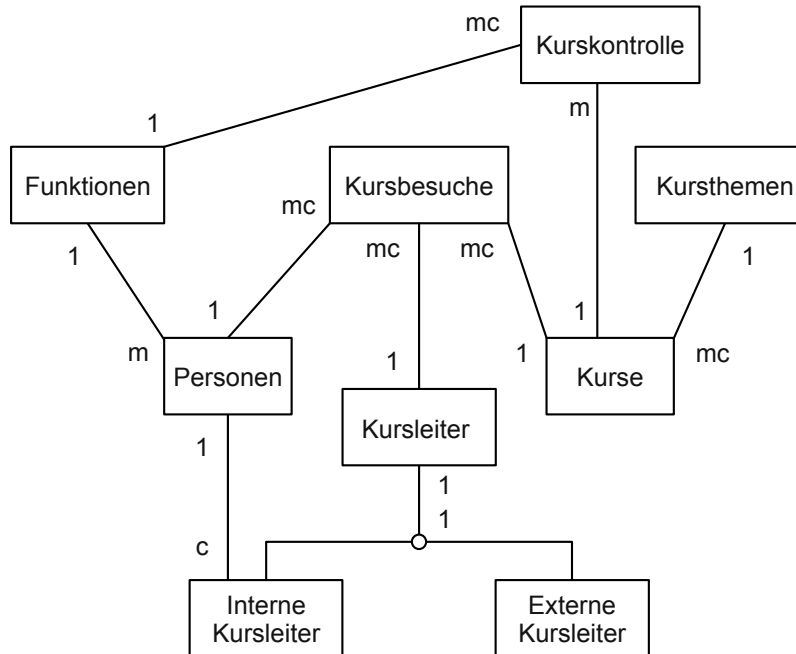 mc
Kurskontrolle
1
m
Funktionen
Kursbesuche
Kursthemen
mc
1
mc
mc
1
1
1
m
1
1
mc
Personen
Kurse
Kursleiter
1
1
1
c
Interne
Kursleiter
Externe
Kursleiter